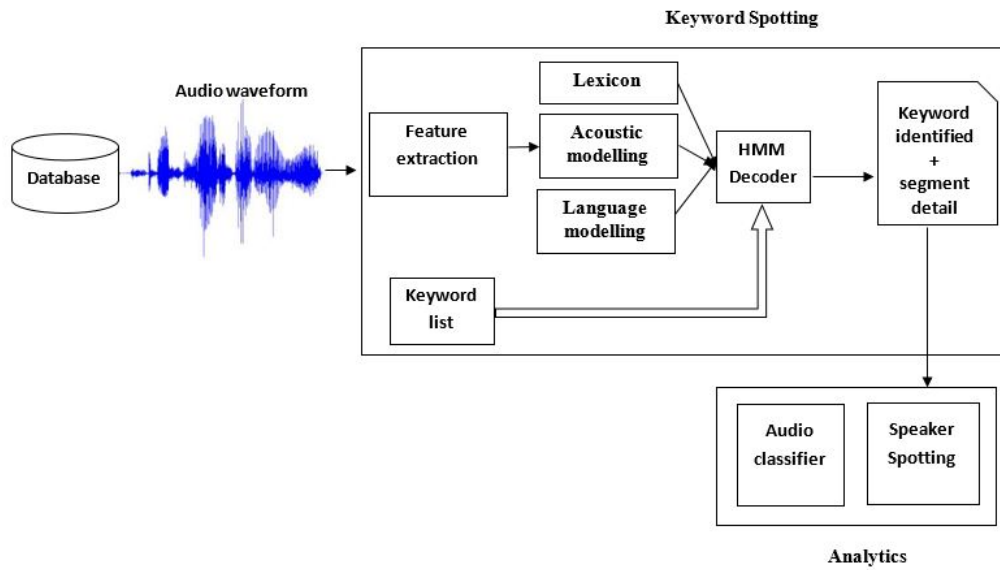 Keyword Spotting
Audio waveform
Database
Feature
extraction
Lexicon
Acoustic
modelling
Language
modelling
HMM
Decoder
Keyword
identified
+
segment
detail
Keyword
list
Audio
classifier
Speaker
Spotting
Analytics